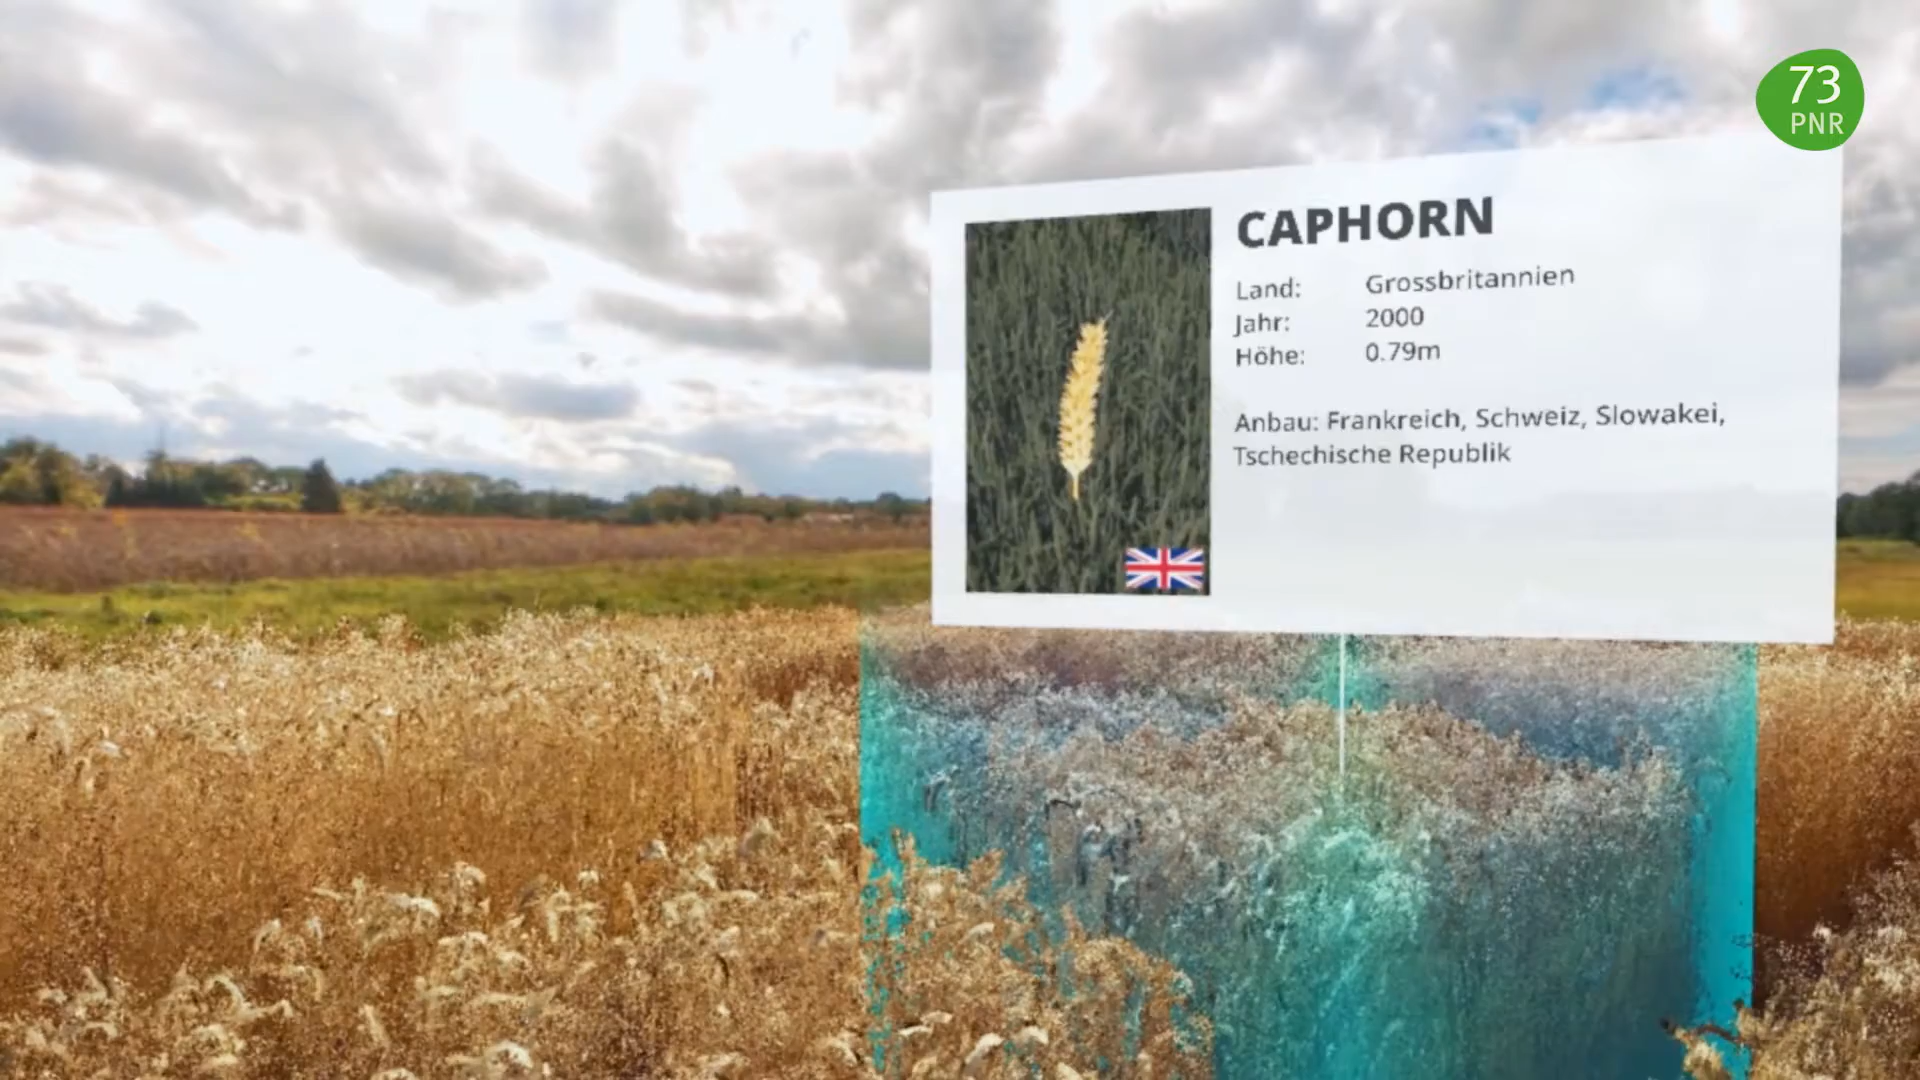 73
PNR
CAPHORN
Land: Grossbritannien
Jahr: 2000
Höhe: 0.79m
Anbau: Frankreich, Schweiz, Slowakei,
Tschechische Republik